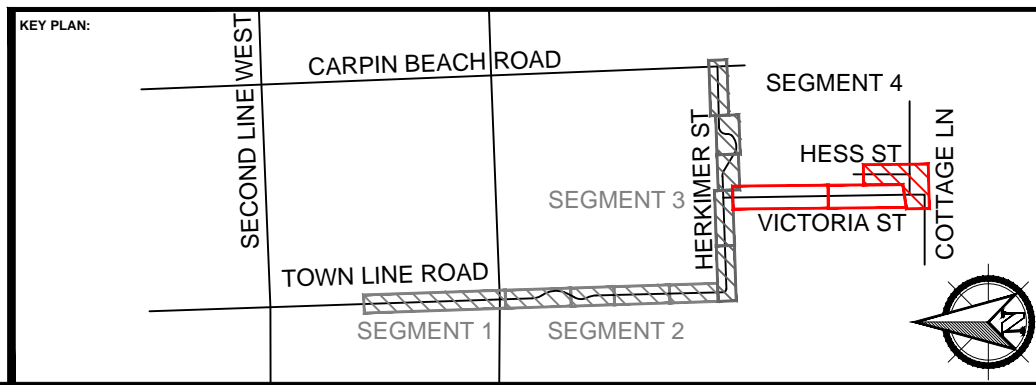 KEY PLAN:
SECOND LINE WEST
CARPIN BEACH ROAD
SEGMENT 4
HERKIMER ST
HESS ST
COTTAGE LN
SEGMENT 3
VICTORIA ST
TOWN LINE ROAD
SEGMENT 1
SEGMENT 2
N